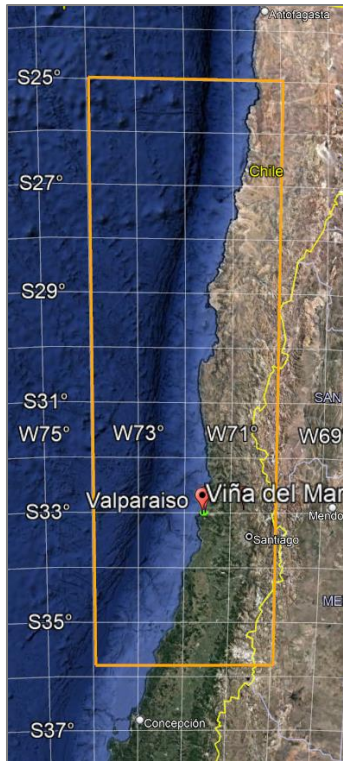 Antofagasta
S25°
Chile
S27°
S29°
S31°
SAN
W75° W73° W71° W69
Valparaiso Viña del Mar
S33°
Mendo
Santiago
ME
S35°
S37°
Concepción